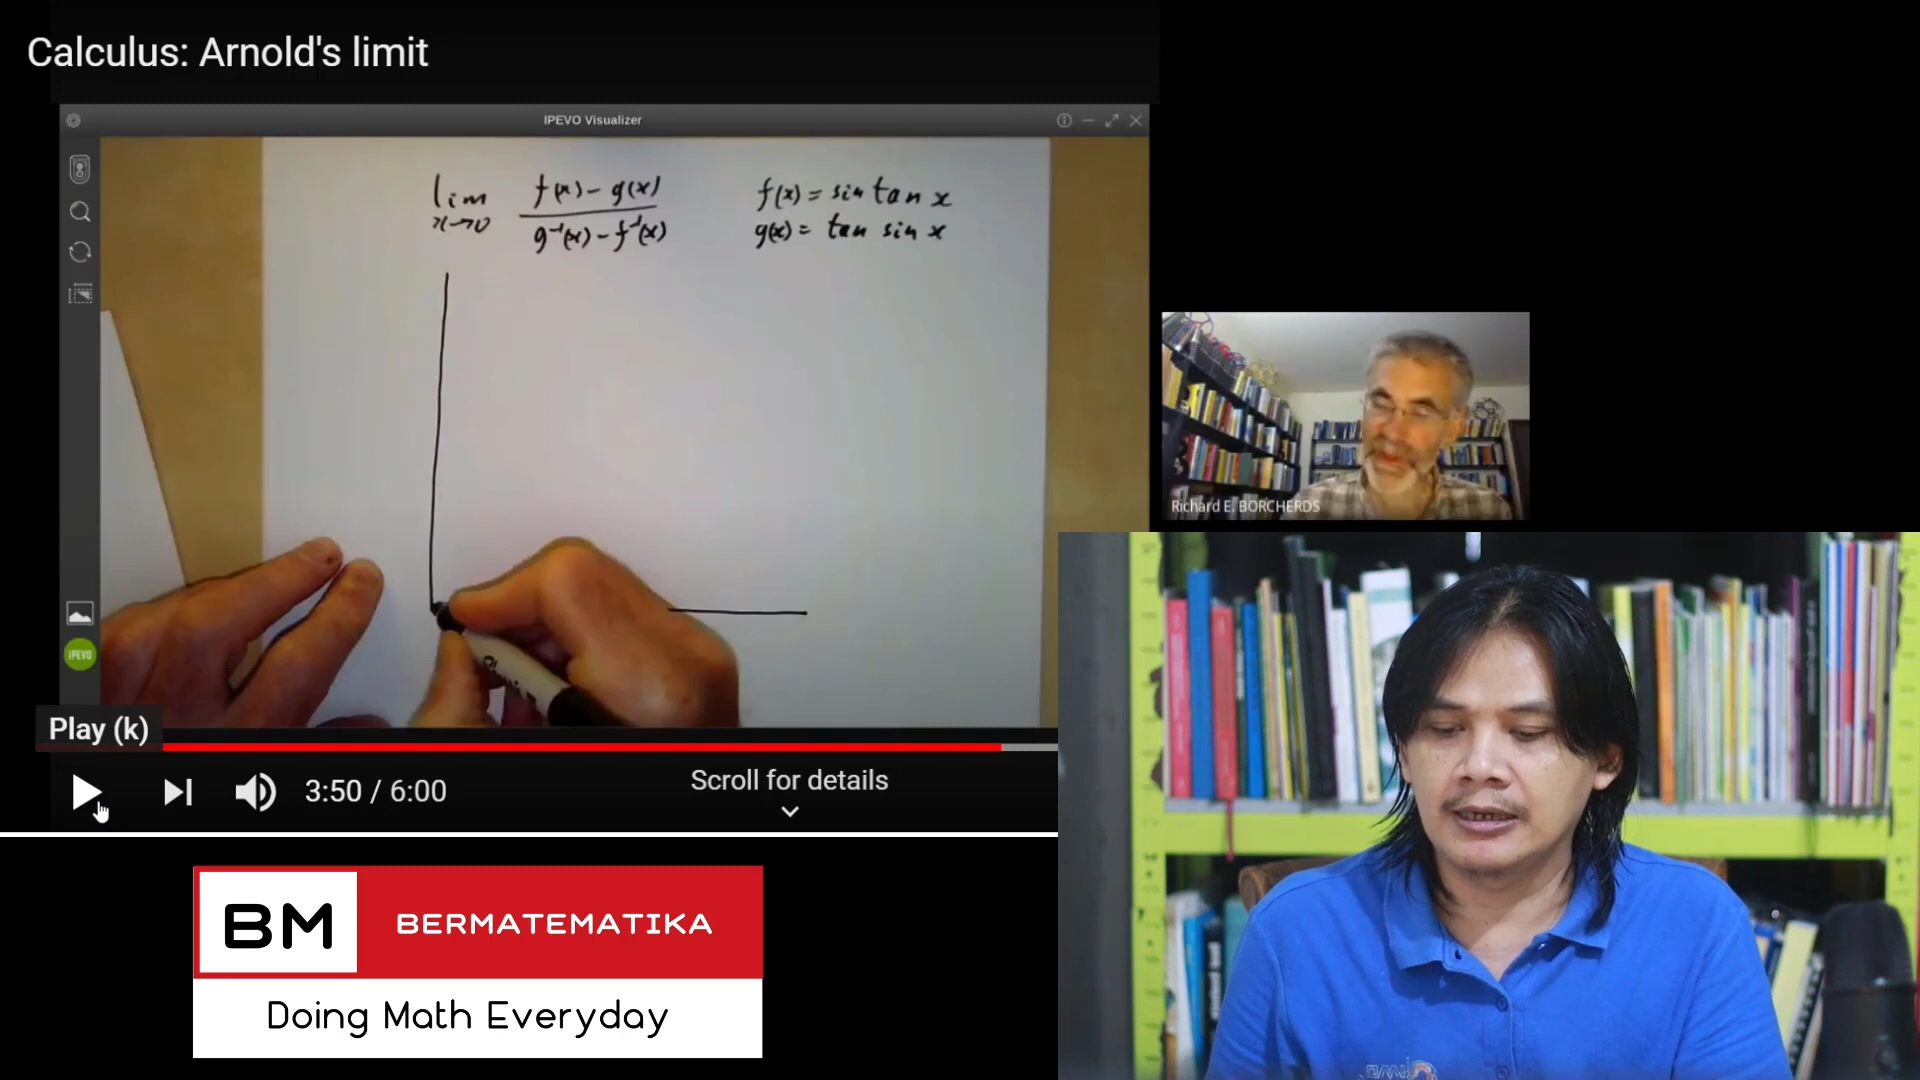 Calculus: Arnold's limit
IPEVO Visualizer
lim x→0 f(x) - g(x) / g⁻¹(x) - f⁻¹(x)
f(x) = sin tan x
g(x) = tan sin x
Richard E. BORCHERDS
IPEVO
Play (k)
3:50 / 6:00
Scroll for details
BM
BERMATEMATIKA
Doing Math Everyday